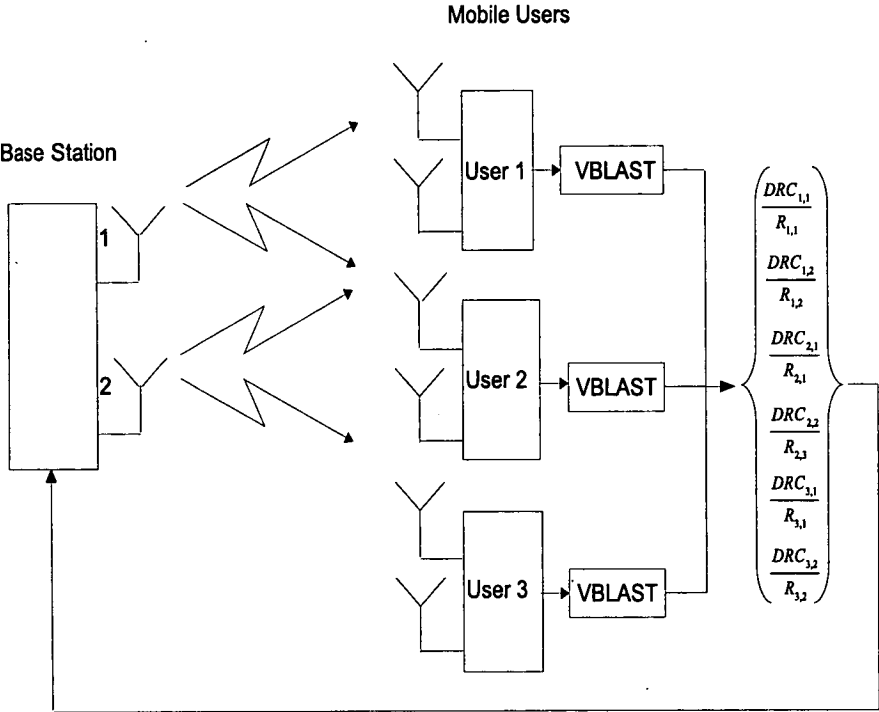 Mobile Users
Base Station
1
2
User 1
VBLAST
User 2
VBLAST
User 3
VBLAST
DRC1,1
R1,1
DRC1,2
R1,2
DRC2,1
R2,1
DRC2,2
R2,3
DRC3,1
R3,1
DRC3,2
R3,2